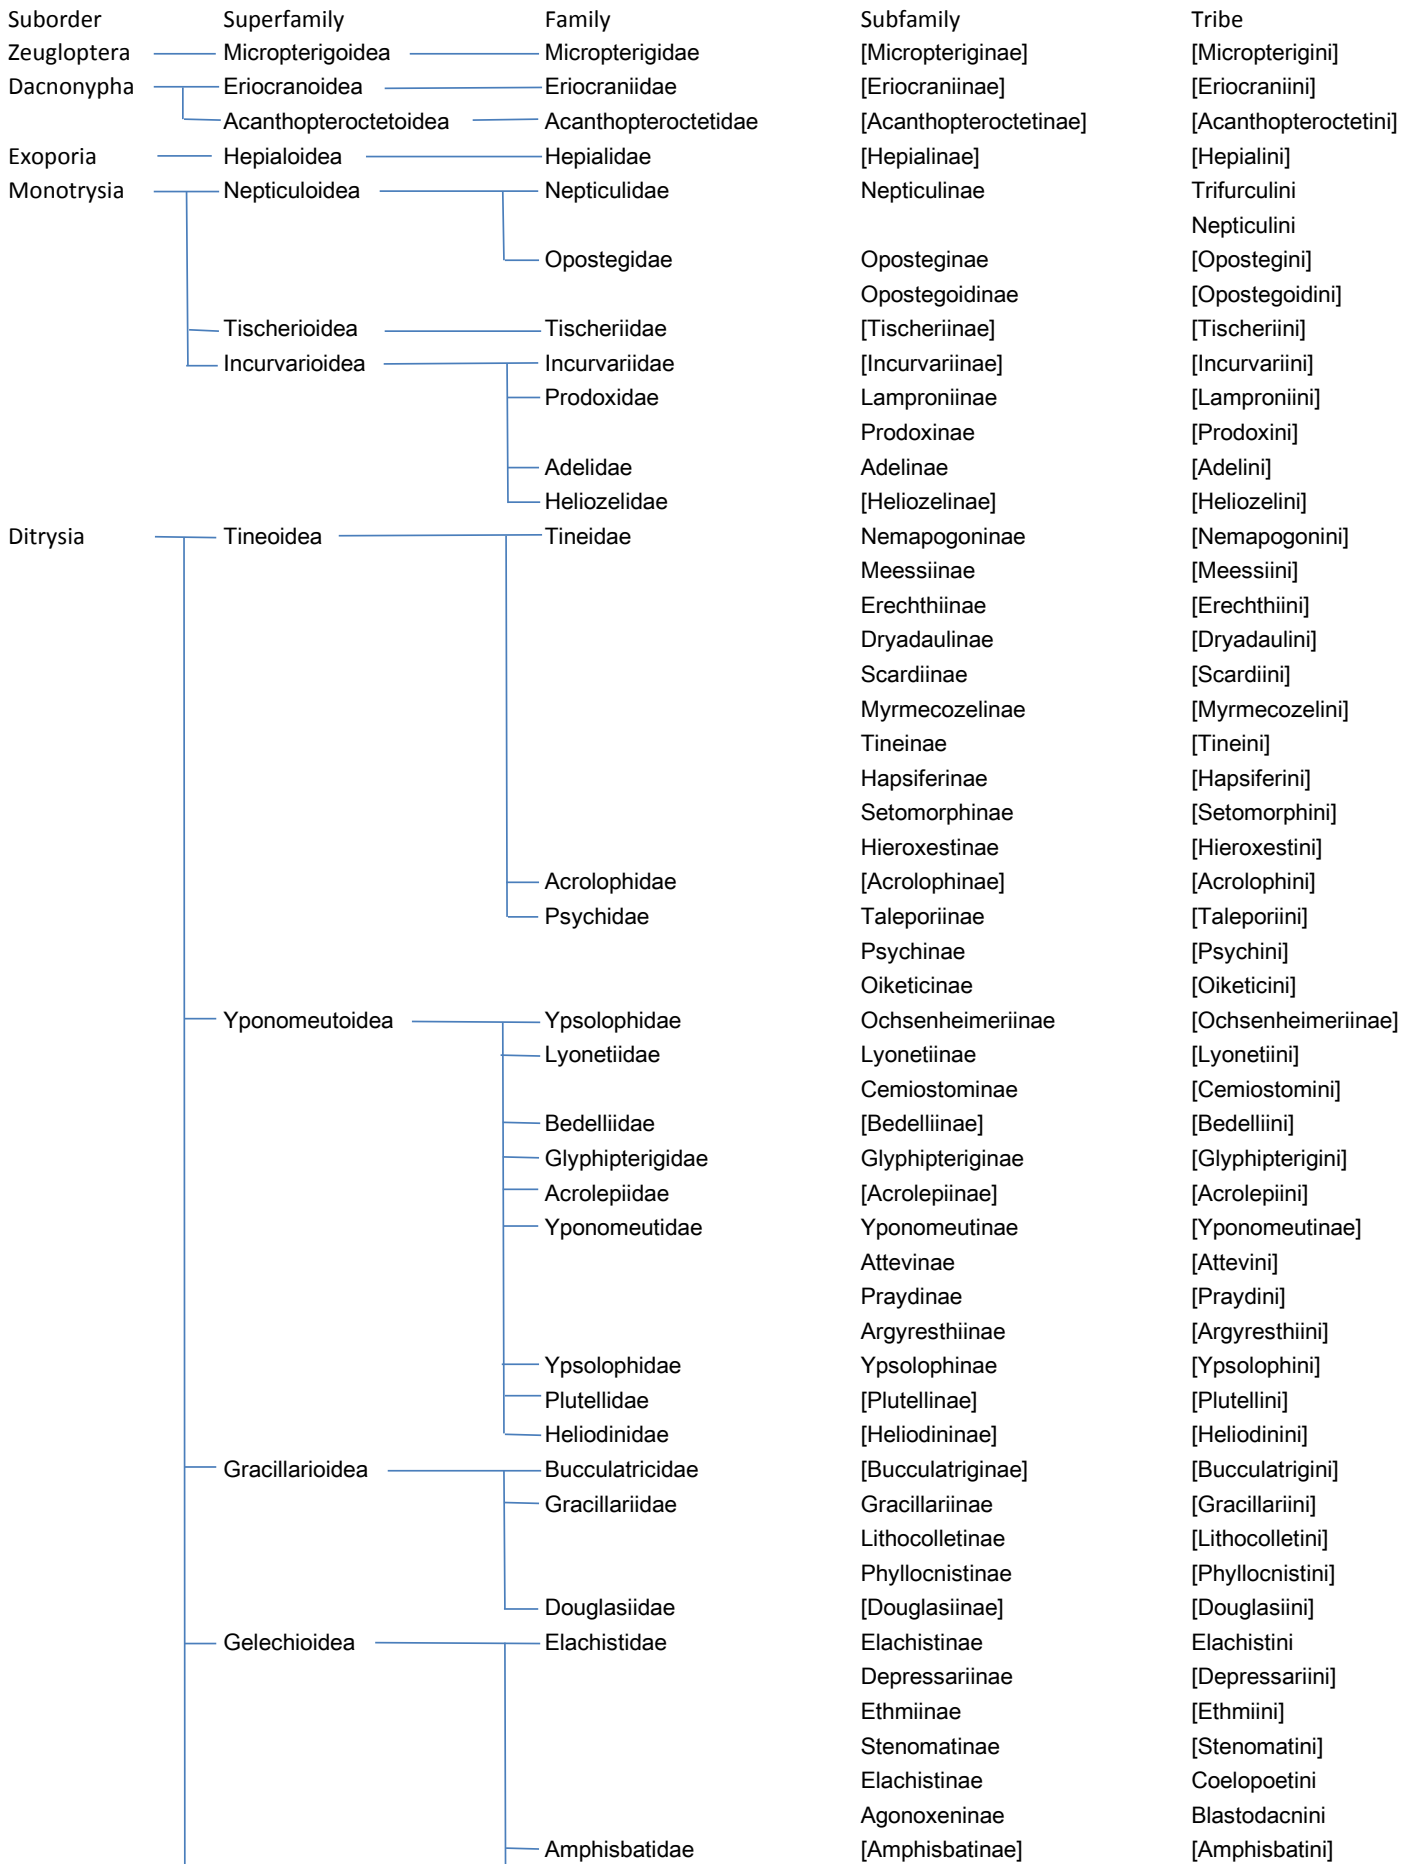 Suborder Superfamily Family Subfamily Tribe
Zeugloptera Micropterigoidea Micropterigidae [Micropteriginae] [Micropterigini]
Dacnonypha Eriocranoidea Eriocraniidae [Eriocraniinae] [Eriocraniini]
Acanthopteroctetoidea Acanthopteroctetidae [Acanthopteroctetinae] [Acanthopteroctetini]
Exoporia Hepialoidea Hepialidae [Hepialinae] [Hepialini]
Monotrysia Nepticuloidea Nepticulidae Nepticulinae Trifurculini
Nepticulini
Opostegidae Oposteginae [Opostegini]
Opostegoidinae [Opostegoidini]
Tischerioidea Tischeriidae [Tischeriinae] [Tischeriini]
Incurvarioidea Incurvariidae [Incurvariinae] [Incurvariini]
Prodoxidae Lamproniinae [Lamproniini]
Prodoxinae [Prodoxini]
Adelidae Adelinae [Adelini]
Heliozelidae [Heliozelinae] [Heliozelini]
Ditrysia Tineoidea Tineidae Nemapogoninae [Nemapogonini]
Meessiinae [Meessiini]
Erechthiinae [Erechthiini]
Dryadaulinae [Dryadaulini]
Scardiinae [Scardiini]
Myrmecozelinae [Myrmecozelini]
Tineinae [Tineini]
Hapsiferinae [Hapsiferini]
Setomorphinae [Setomorphini]
Hieroxestinae [Hieroxestini]
Acrolophidae [Acrolophinae] [Acrolophini]
Psychidae Taleporiinae [Taleporiini]
Psychinae [Psychini]
Oiketicinae [Oiketicini]
Yponomeutoidea Ypsolophidae Ochsenheimeriinae [Ochsenheimeriinae]
Lyonetiidae Lyonetiinae [Lyonetiini]
Cemiostominae [Cemiostomini]
Bedelliidae [Bedelliinae] [Bedelliini]
Glyphipterigidae Glyphipteriginae [Glyphipterigini]
Acrolepiidae [Acrolepiinae] [Acrolepiini]
Yponomeutidae Yponomeutinae [Yponomeutinae]
Attevinae [Attevini]
Praydinae [Praydini]
Argyresthiinae [Argyresthiini]
Ypsolophidae Ypsolophinae [Ypsolophini]
Plutellidae [Plutellinae] [Plutellini]
Heliodinidae [Heliodininae] [Heliodinini]
Gracillarioidea Bucculatricidae [Bucculatriginae] [Bucculatrigini]
Gracillariidae Gracillariinae [Gracillariini]
Lithocolletinae [Lithocolletini]
Phyllocnistinae [Phyllocnistini]
Douglasiidae [Douglasiinae] [Douglasiini]
Gelechioidea Elachistidae Elachistinae Elachistini
Depressariinae [Depressariini]
Ethmiinae [Ethmiini]
Stenomatinae [Stenomatini]
Elachistinae Coelopoetini
Agonoxeninae Blastodacnini
Amphisbatidae [Amphisbatinae] [Amphisbatini]